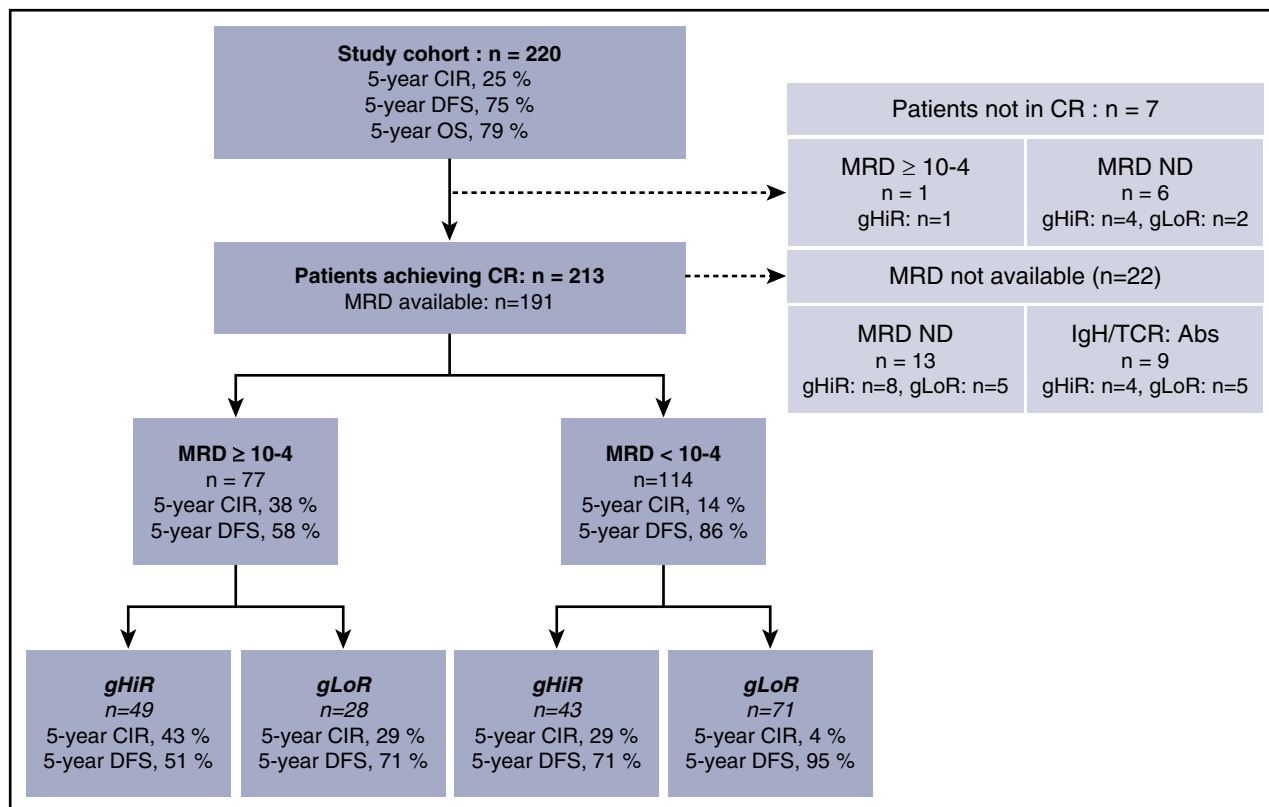 Study cohort : n = 220
5-year CIR, 25 %
5-year DFS, 75 %
5-year OS, 79 %
Patients not in CR : n = 7
MRD ≥ 10-4
n = 1
gHiR: n=1
MRD ND
n = 6
gHiR: n=4, gLoR: n=2
Patients achieving CR: n = 213
MRD available: n=191
MRD not available (n=22)
MRD ND
n = 13
gHiR: n=8, gLoR: n=5
IgH/TCR: Abs
n = 9
gHiR: n=4, gLoR: n=5
MRD ≥ 10-4
n = 77
5-year CIR, 38 %
5-year DFS, 58 %
MRD < 10-4
n=114
5-year CIR, 14 %
5-year DFS, 86 %
gHiR
n=49
5-year CIR, 43 %
5-year DFS, 51 %
gLoR
n=28
5-year CIR, 29 %
5-year DFS, 71 %
gHiR
n=43
5-year CIR, 29 %
5-year DFS, 71 %
gLoR
n=71
5-year CIR, 4 %
5-year DFS, 95 %